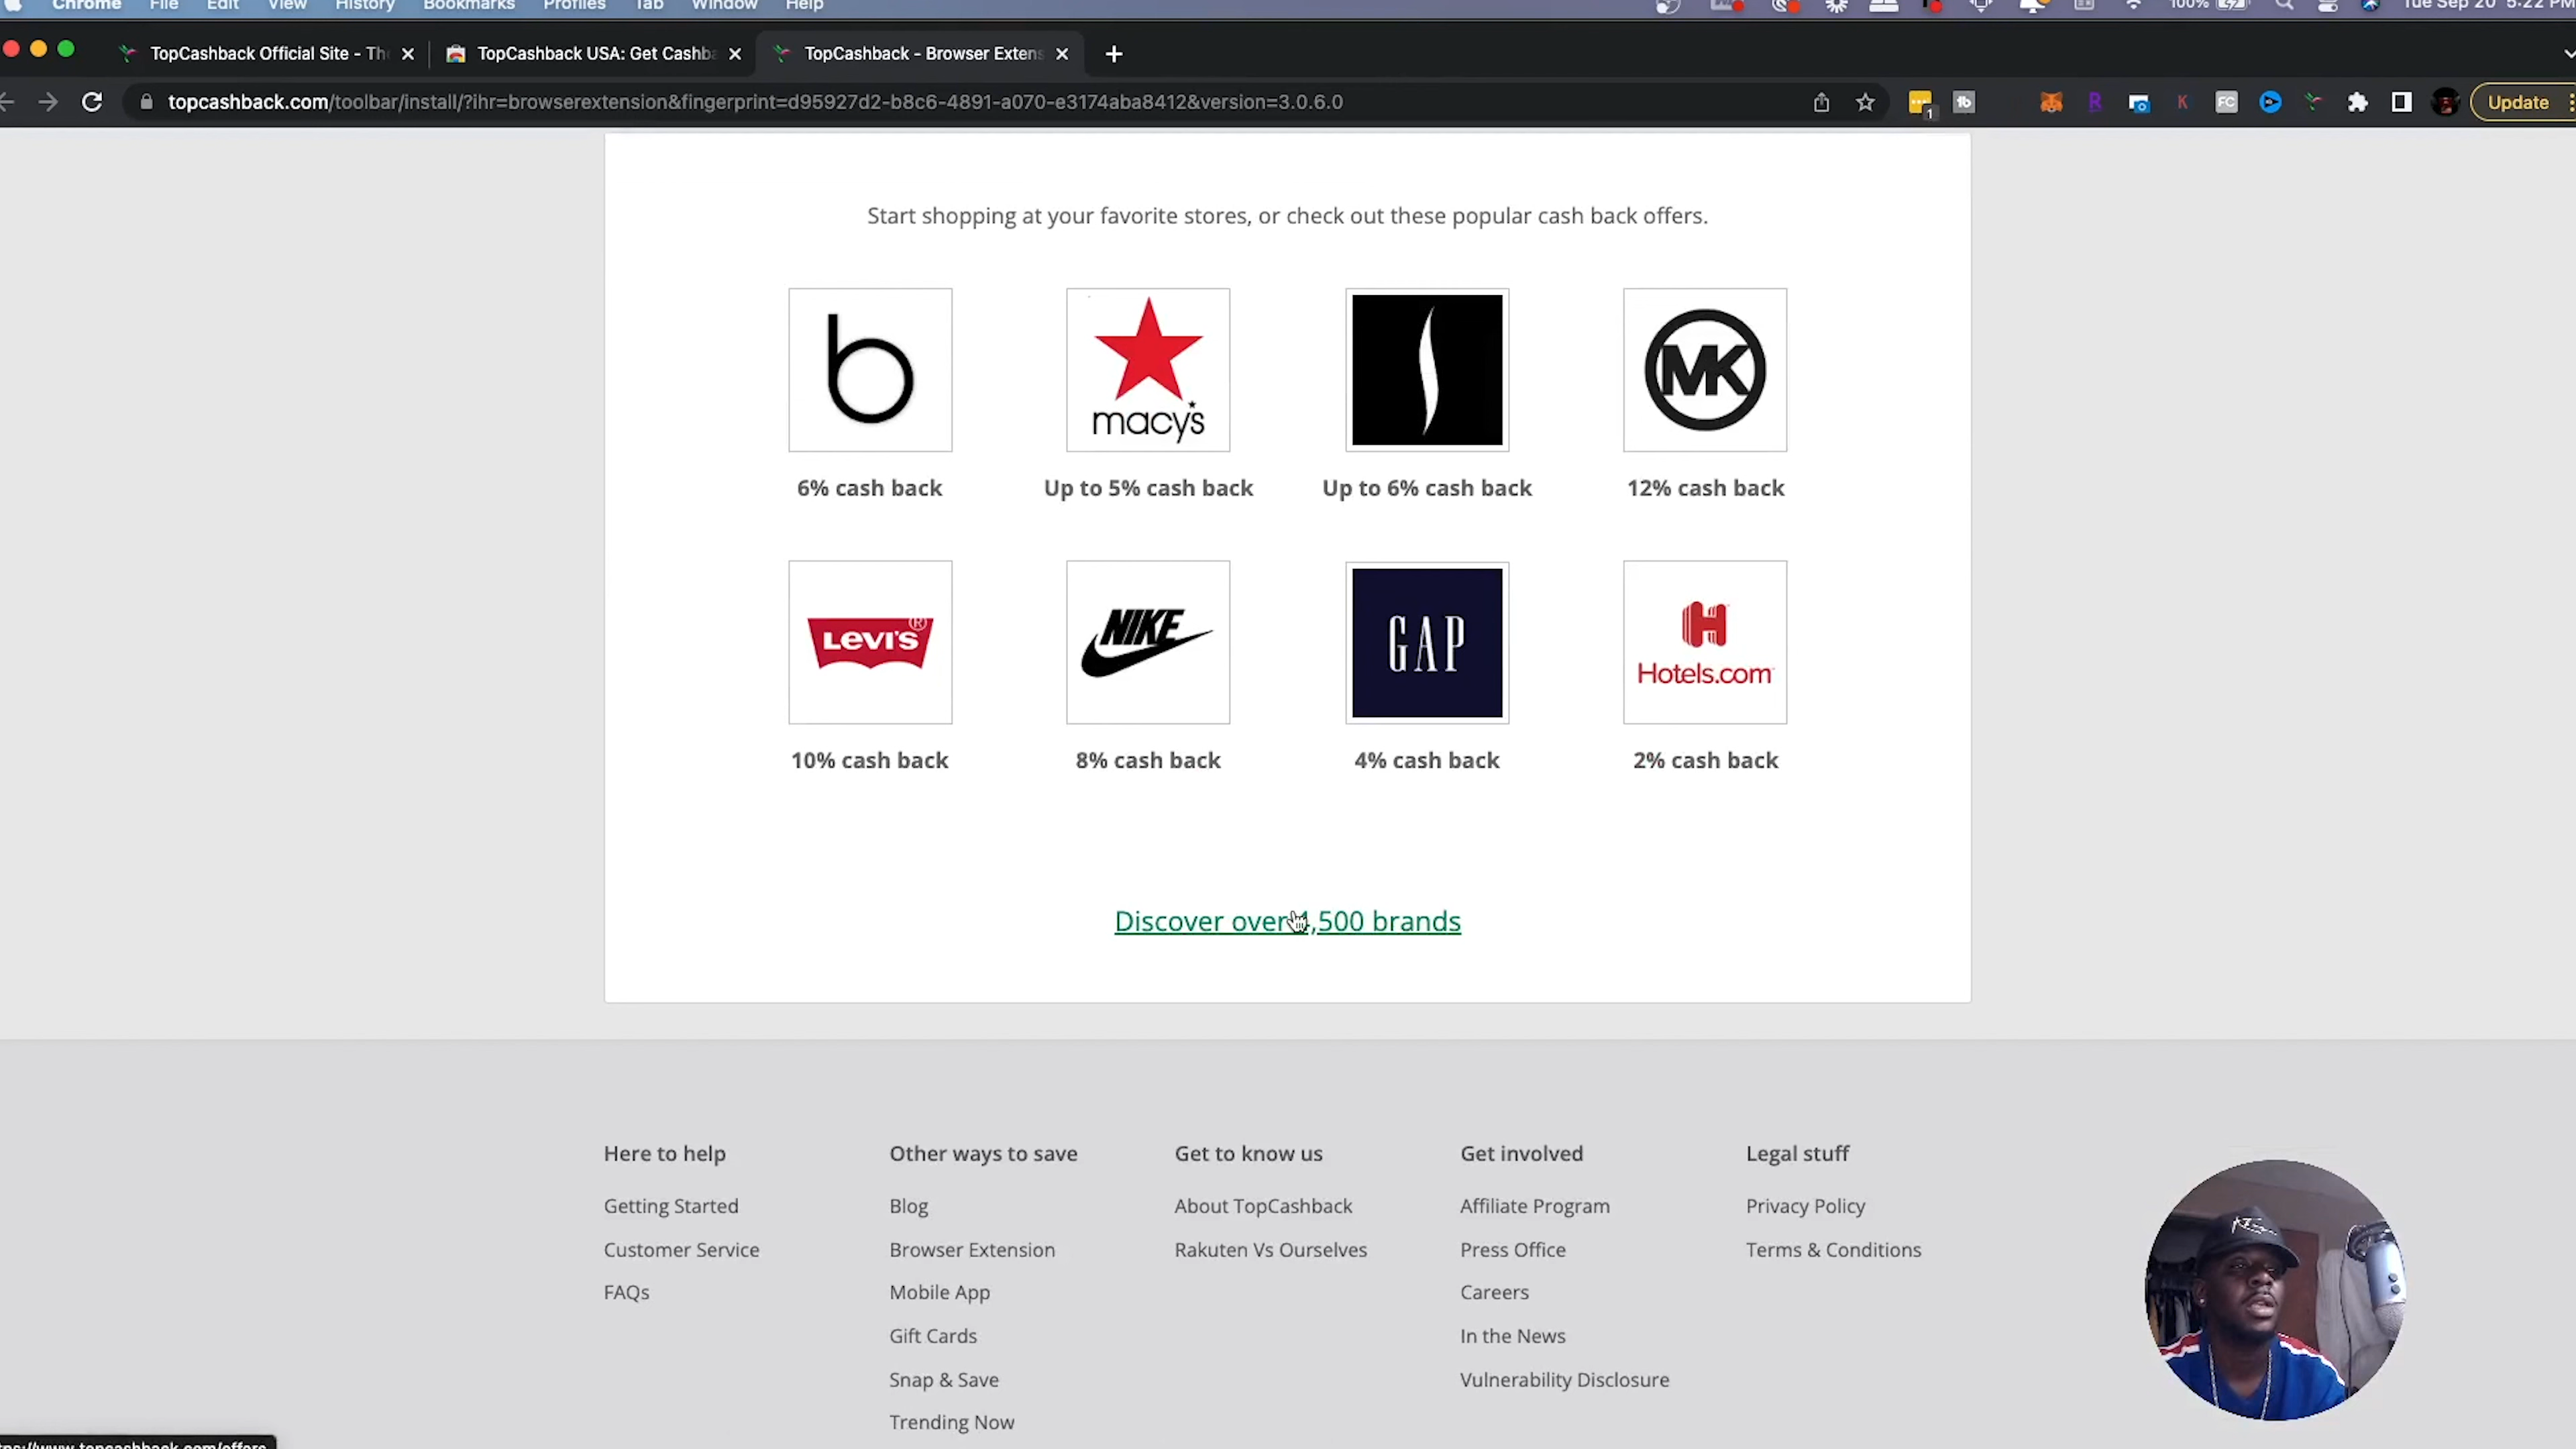 Chrome File Edit View History Bookmarks Profiles Tab Window Help 100% Tue Sep 20 5:22 PM
TopCashback Official Site - Th TopCashback USA: Get Cashba TopCashback - Browser Extens
topcashback.com/toolbar/install/?ihr=browserextension&fingerprint=d95927d2-b8c6-4891-a070-e3174aba8412&version=3.0.6.0 1 tb R K FC Update
Start shopping at your favorite stores, or check out these popular cash back offers.
b macy's MK
6% cash back Up to 5% cash back Up to 6% cash back 12% cash back
LEVI'S® NIKE GAP H Hotels.com
10% cash back 8% cash back 4% cash back 2% cash back
Discover over ,500 brands
Here to help Other ways to save Get to know us Get involved Legal stuff
Getting Started Blog About TopCashback Affiliate Program Privacy Policy
Customer Service Browser Extension Rakuten Vs Ourselves Press Office Terms & Conditions
FAQs Mobile App Careers
Gift Cards In the News
Snap & Save Vulnerability Disclosure
Trending Now
www.topcashback.com/offers